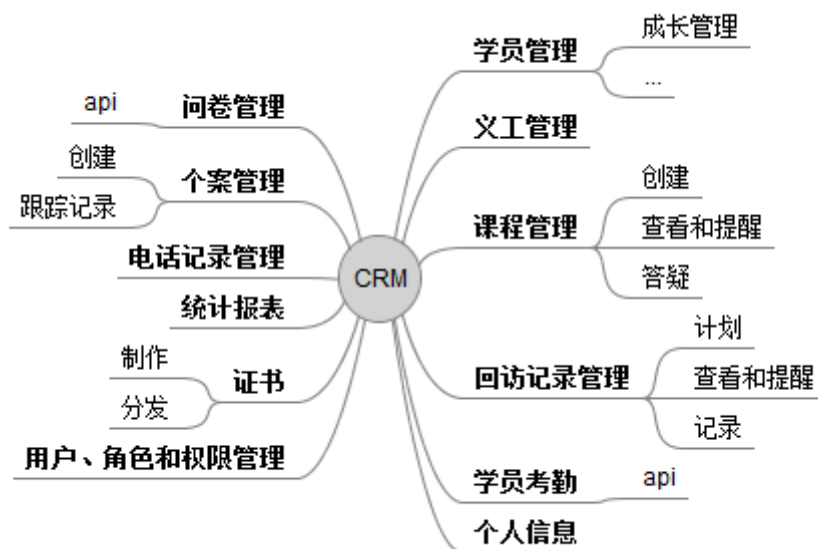 CRM
学员管理
成长管理
...
义工管理
课程管理
创建
查看和提醒
答疑
回访记录管理
计划
查看和提醒
记录
学员考勤
api
个人信息
问卷管理
api
个案管理
创建
跟踪记录
电话记录管理
统计报表
证书
制作
分发
用户、角色和权限管理